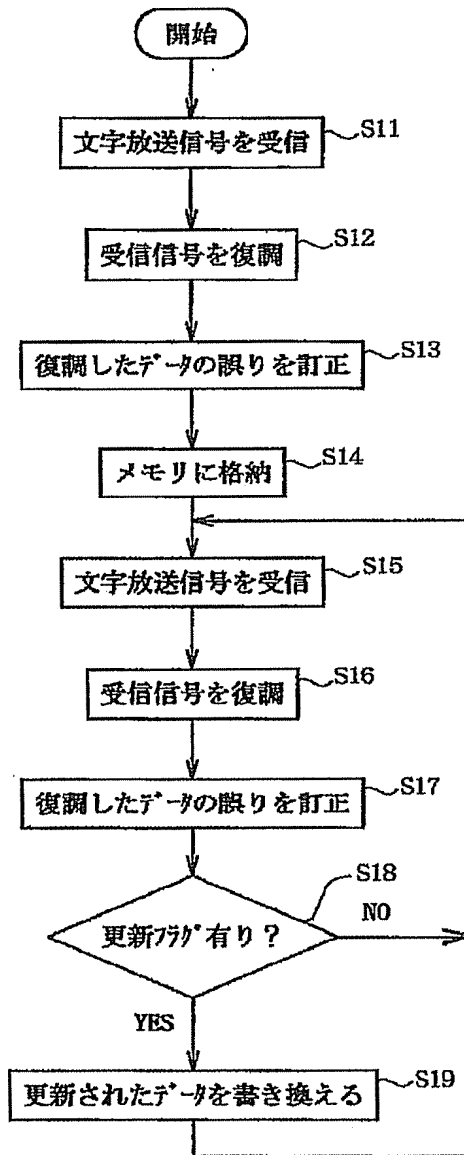 開始
文字放送信号を受信
S11
受信信号を復調
S12
復調したﾃﾞｰﾀの誤りを訂正
S13
メモリに格納
S14
文字放送信号を受信
S15
受信信号を復調
S16
復調したﾃﾞｰﾀの誤りを訂正
S17
更新ﾌﾗｸﾞ有り？
S18
NO
YES
更新されたﾃﾞｰﾀを書き換える
S19